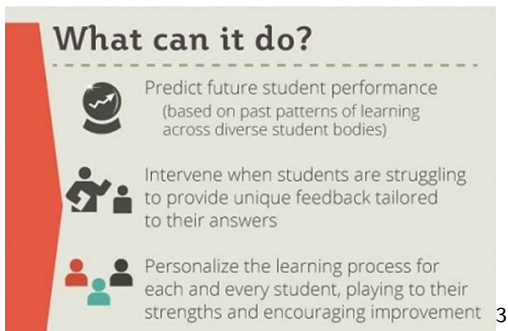 What can it do?
Predict future student performance
(based on past patterns of learning
across diverse student bodies)
Intervene when students are struggling
to provide unique feedback tailored
to their answers
Personalize the learning process for
each and every student, playing to their
strengths and encouraging improvement 3